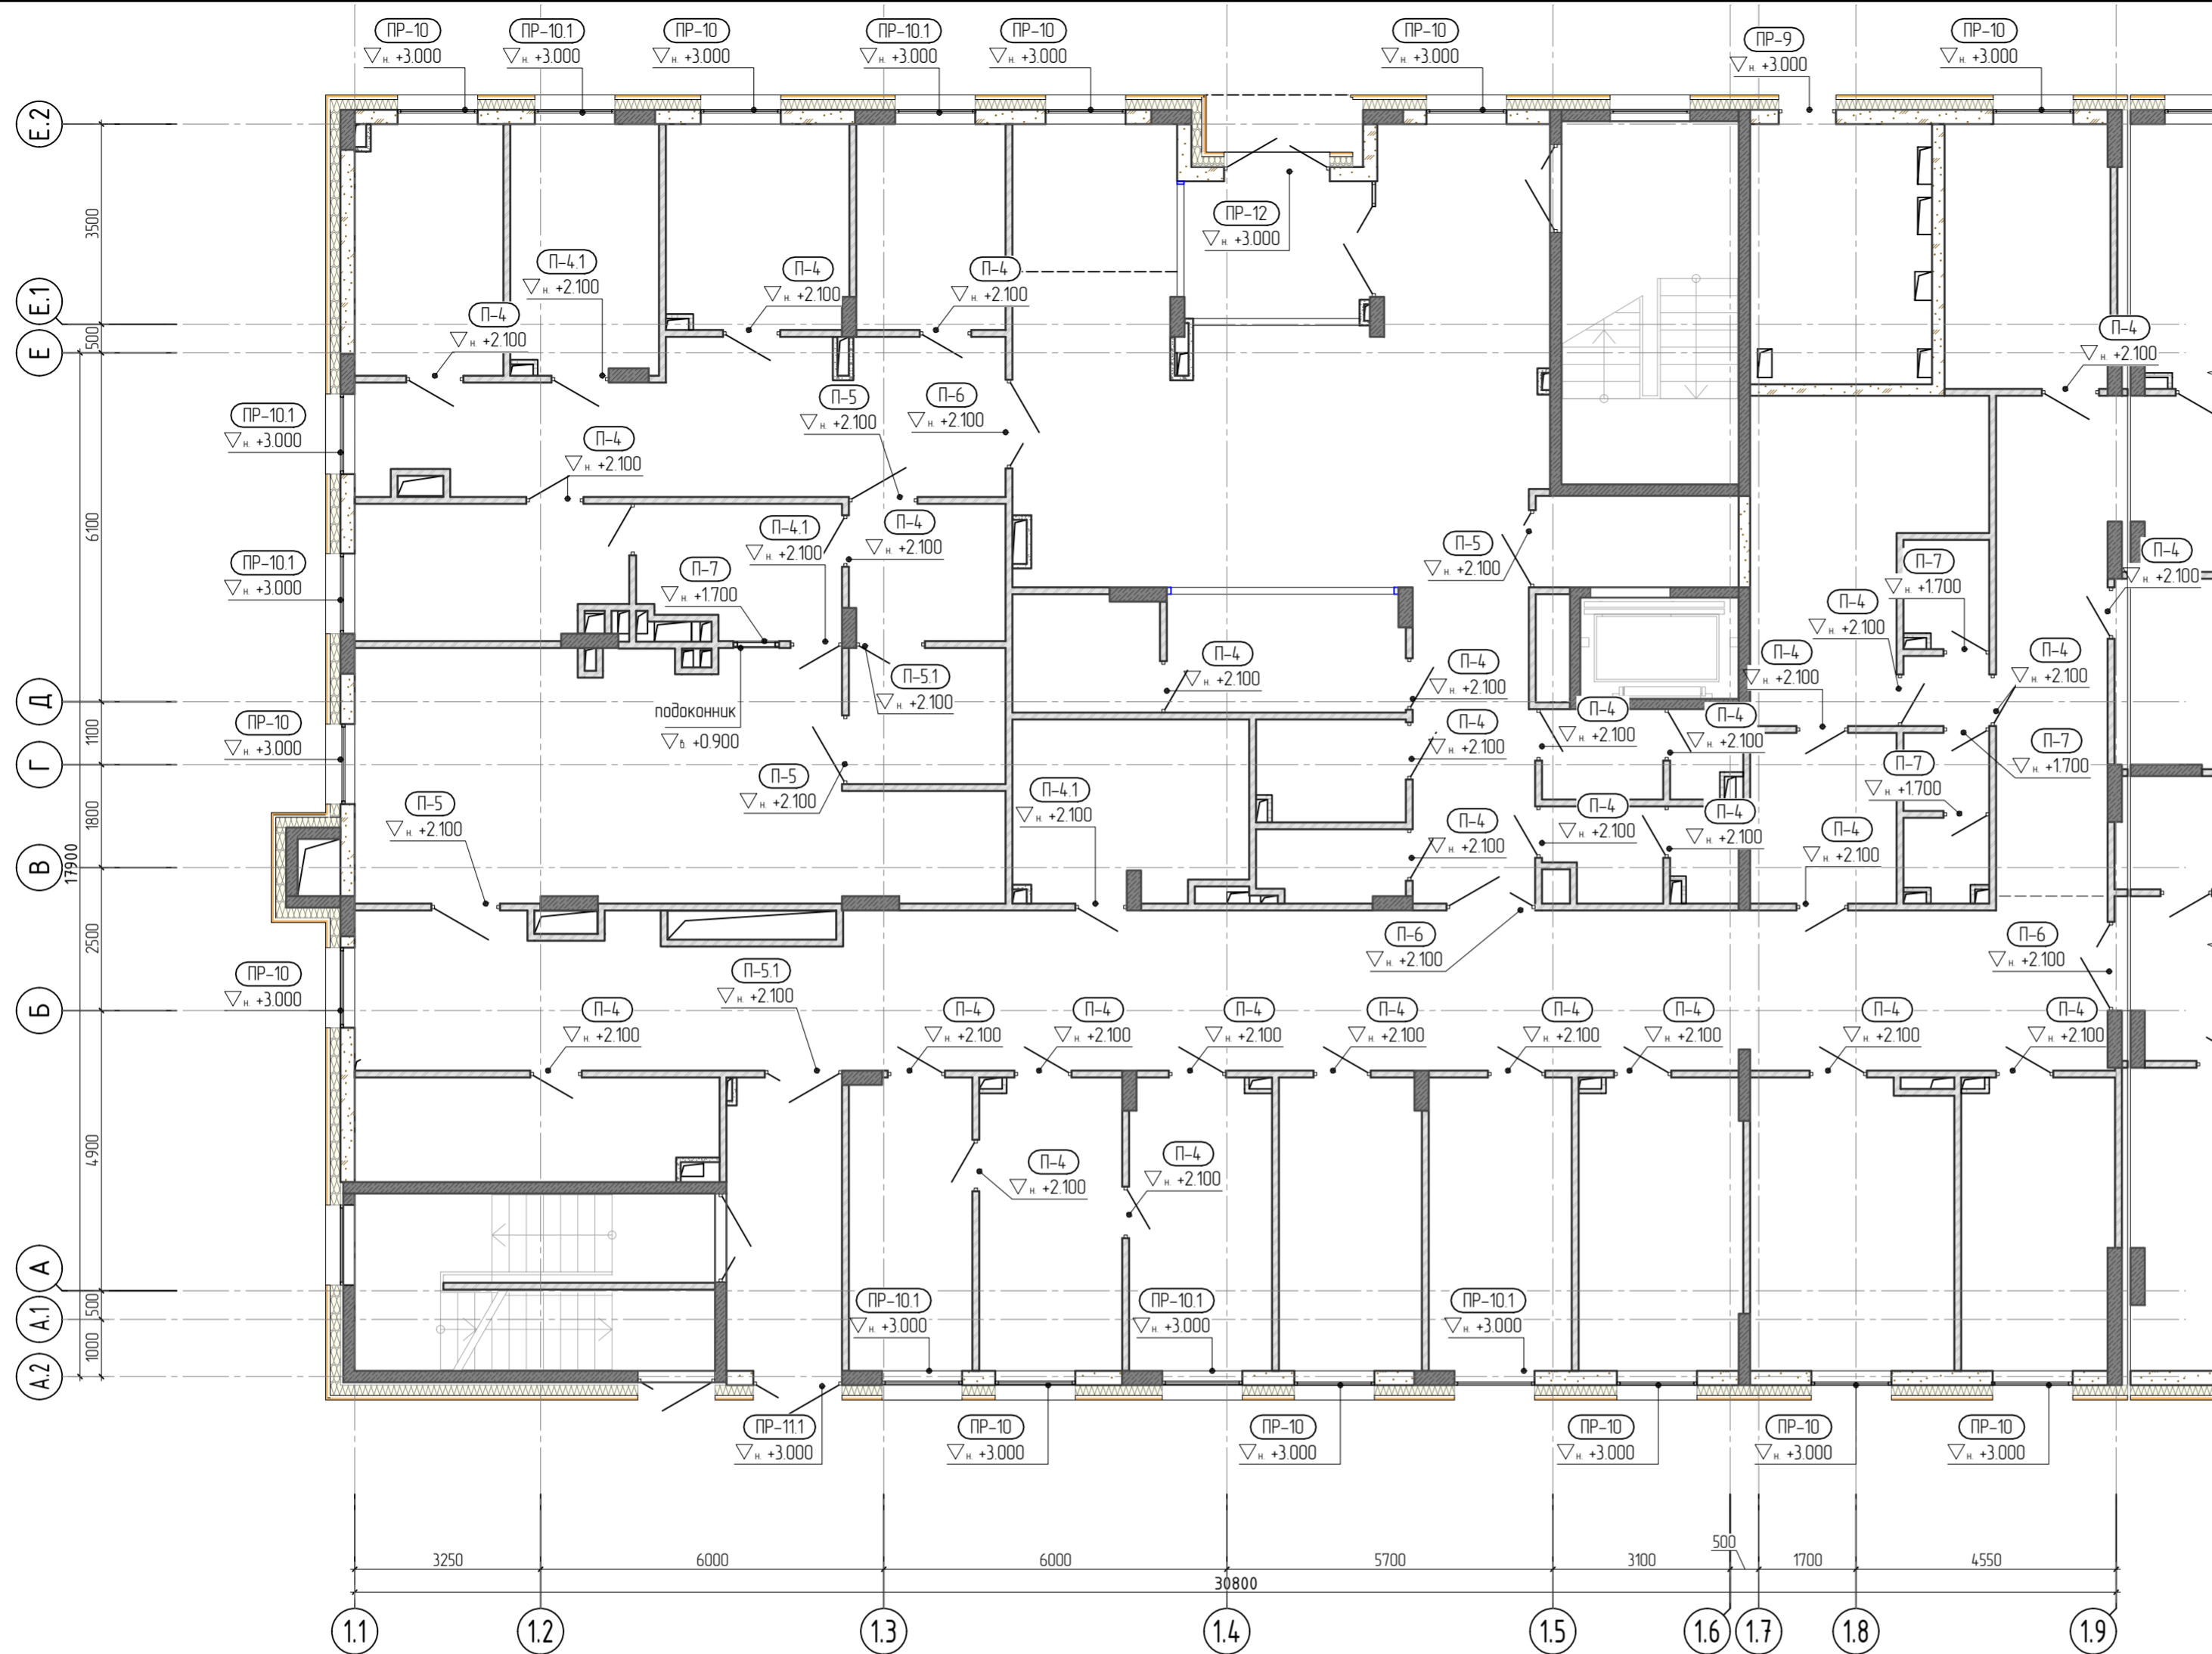 ПР-10
н. +3.000
ПР-10.1
н. +3.000
ПР-10
н. +3.000
ПР-10.1
н. +3.000
ПР-10
н. +3.000
ПР-10
н. +3.000
ПР-9
н. +3.000
ПР-10
н. +3.000
Е.2
3500
ПР-12
н. +3.000
П-4.1
н. +2.100
П-4
н. +2.100
П-4
н. +2.100
П-4
н. +2.100
Е.1
500
Е
П-4
н. +2.100
ПР-10.1
н. +3.000
П-5
н. +2.100
П-6
н. +2.100
П-4
н. +2.100
6100
П-4.1
н. +2.100
П-4
н. +2.100
П-5
н. +2.100
П-4
н. +2.100
ПР-10.1
н. +3.000
П-7
н. +1.700
П-7
н. +1.700
П-4
н. +2.100
П-4
н. +2.100
П-4
н. +2.100
П-4
н. +2.100
П-4
н. +2.100
П-5.1
н. +2.100
Д
подоконник
в. +0.900
П-4
н. +2.100
П-4
н. +2.100
П-4
н. +2.100
1100
ПР-10
н. +3.000
П-7
н. +1.700
Г
П-5
н. +2.100
П-7
н. +1.700
П-4.1
н. +2.100
1800
П-5
н. +2.100
П-4
н. +2.100
П-4
н. +2.100
П-4
н. +2.100
П-4
н. +2.100
В
17900
2500
П-6
н. +2.100
П-6
н. +2.100
ПР-10
н. +3.000
П-5.1
н. +2.100
Б
П-4
н. +2.100
П-4
н. +2.100
П-4
н. +2.100
П-4
н. +2.100
П-4
н. +2.100
П-4
н. +2.100
П-4
н. +2.100
П-4
н. +2.100
П-4
н. +2.100
4900
П-4
н. +2.100
П-4
н. +2.100
А
500
А.1
1000
А.2
ПР-10.1
н. +3.000
ПР-10.1
н. +3.000
ПР-10.1
н. +3.000
ПР-11.1
н. +3.000
ПР-10
н. +3.000
ПР-10
н. +3.000
ПР-10
н. +3.000
ПР-10
н. +3.000
ПР-10
н. +3.000
3250
6000
6000
5700
3100
500
1700
4550
30800
1.1
1.2
1.3
1.4
1.5
1.6
1.7
1.8
1.9